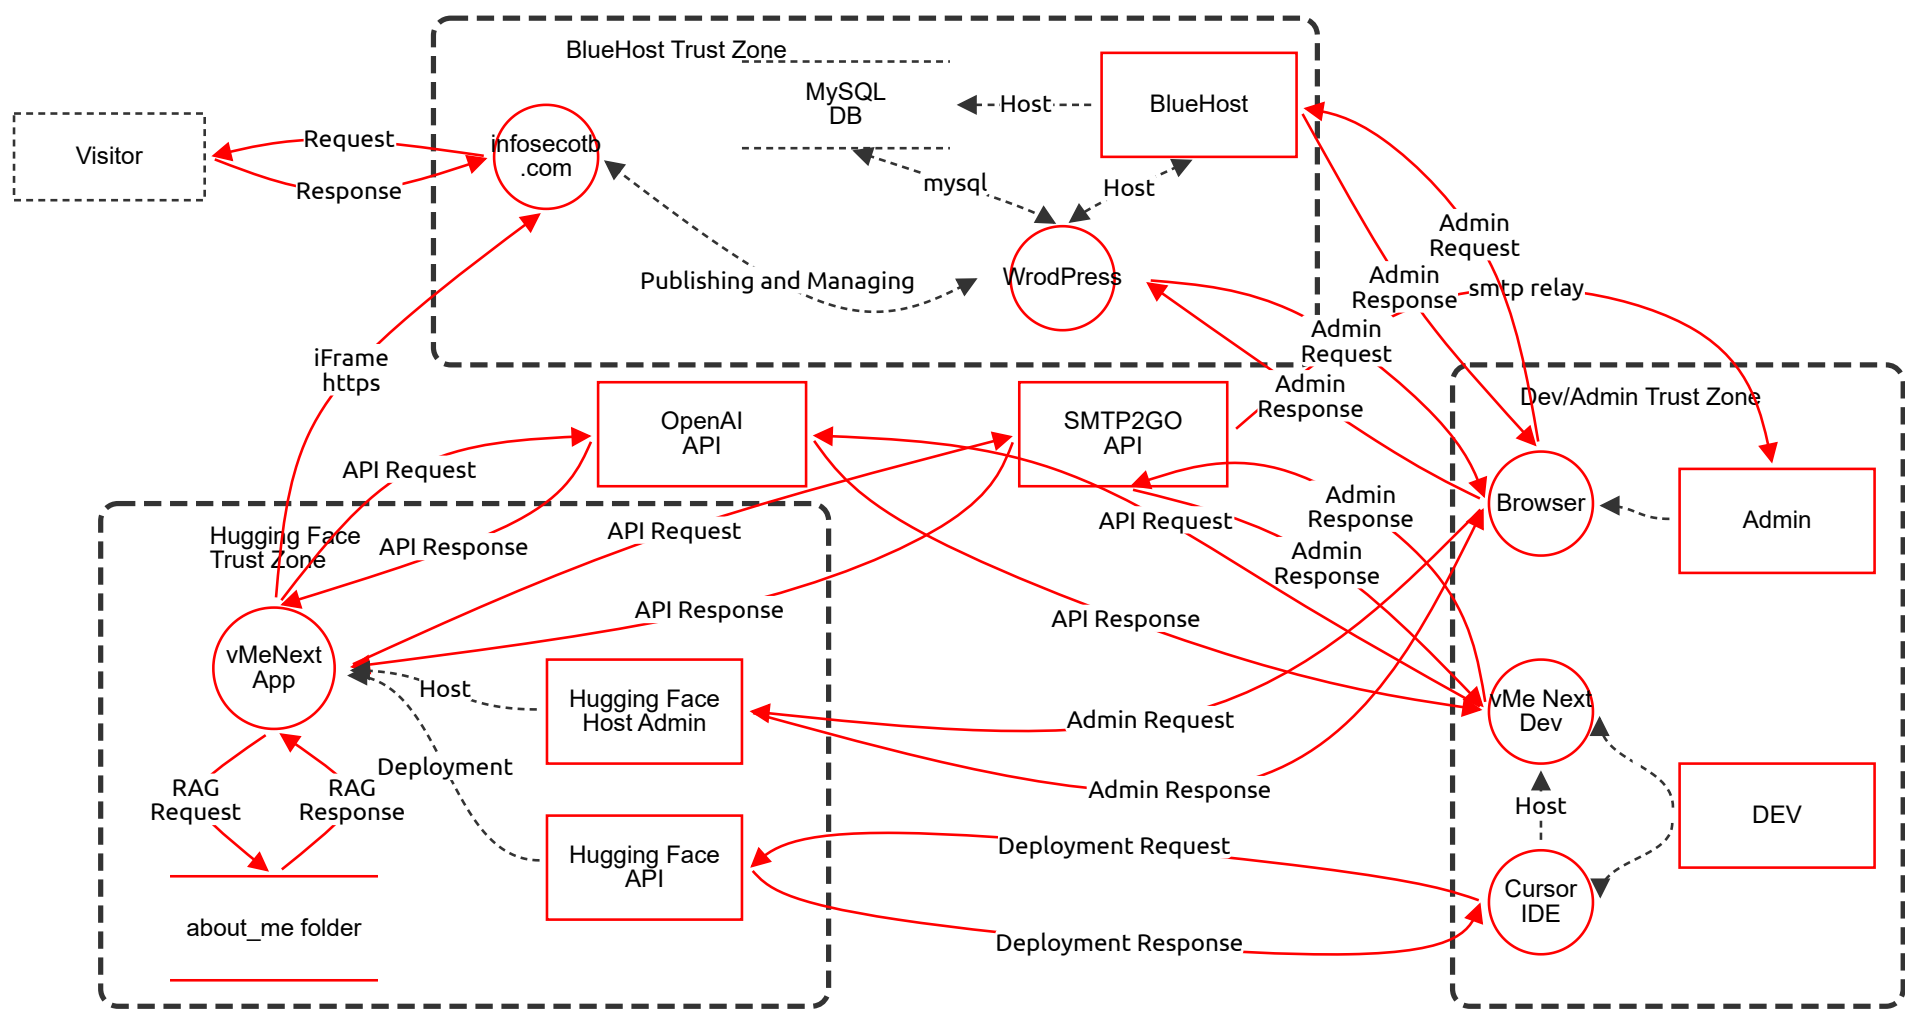 BlueHost Trust Zone
MySQL
DB
Host
BlueHost
Visitor
Request
Response
infosecotb
.com
mysql
Host
Publishing and Managing
WrodPress
Admin
Request
Admin
Response
smtp relay
Admin
Request
Admin
Response
iFrame
https
OpenAI
API
SMTP2GO
API
Dev/Admin Trust Zone
API Request
Hugging Face
Trust Zone
API Response
API Request
API Request
Admin
Response
Admin
Response
Browser
Admin
API Response
API Response
vMeNext
App
Host
Hugging Face
Host Admin
Admin Request
vMe Next
Dev
Deployment
RAG
Request
RAG
Response
Admin Response
Host
DEV
Hugging Face
API
Deployment Request
Cursor
IDE
about_me folder
Deployment Response